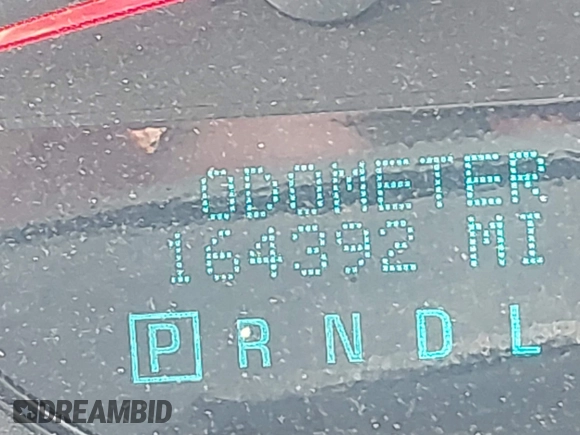 ODOMETER
164392 MI
P R N D L
DREAMBID